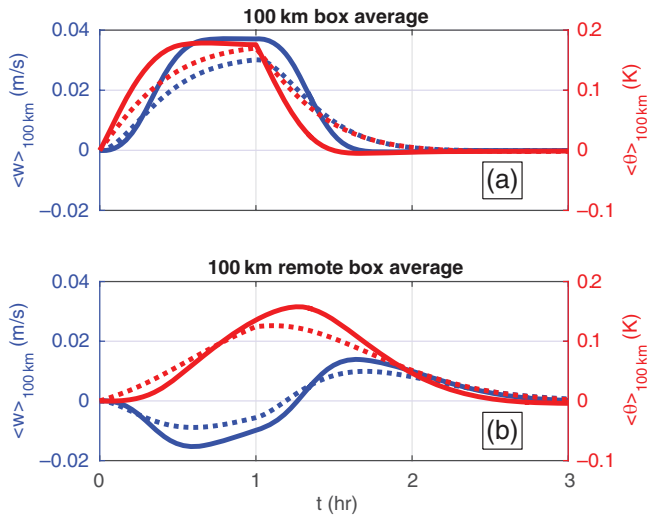 100 km box average
0.04
0.02
0
−0.02
<w>100 km (m/s)
0.2
0.1
0
−0.1
<θ>100 km (K)
(a)
100 km remote box average
0.04
0.02
0
−0.02
<w>100 km (m/s)
0.2
0.1
0
−0.1
<θ>100 km (K)
(b)
0 1 2 3
t (hr)